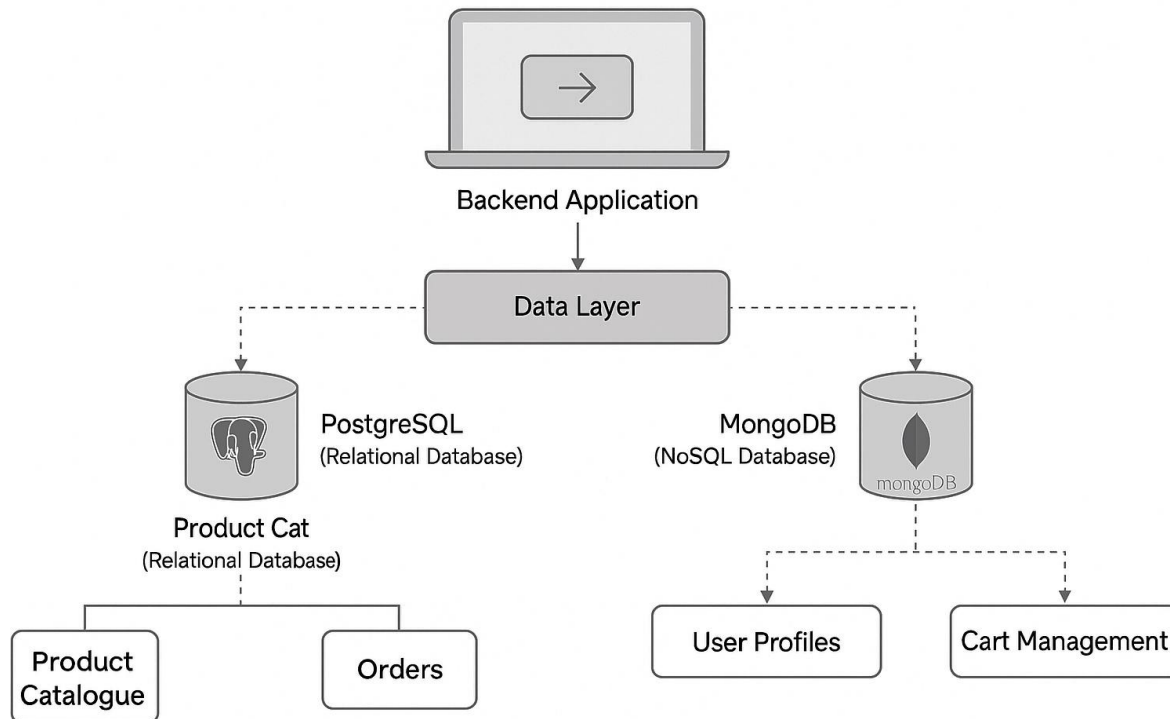 Backend Application
Data Layer
PostgreSQL
(Relational Database)
MongoDB
(NoSQL Database)
mongoDB
Product Cat
(Relational Database)
Product
Catalogue
Orders
User Profiles
Cart Management